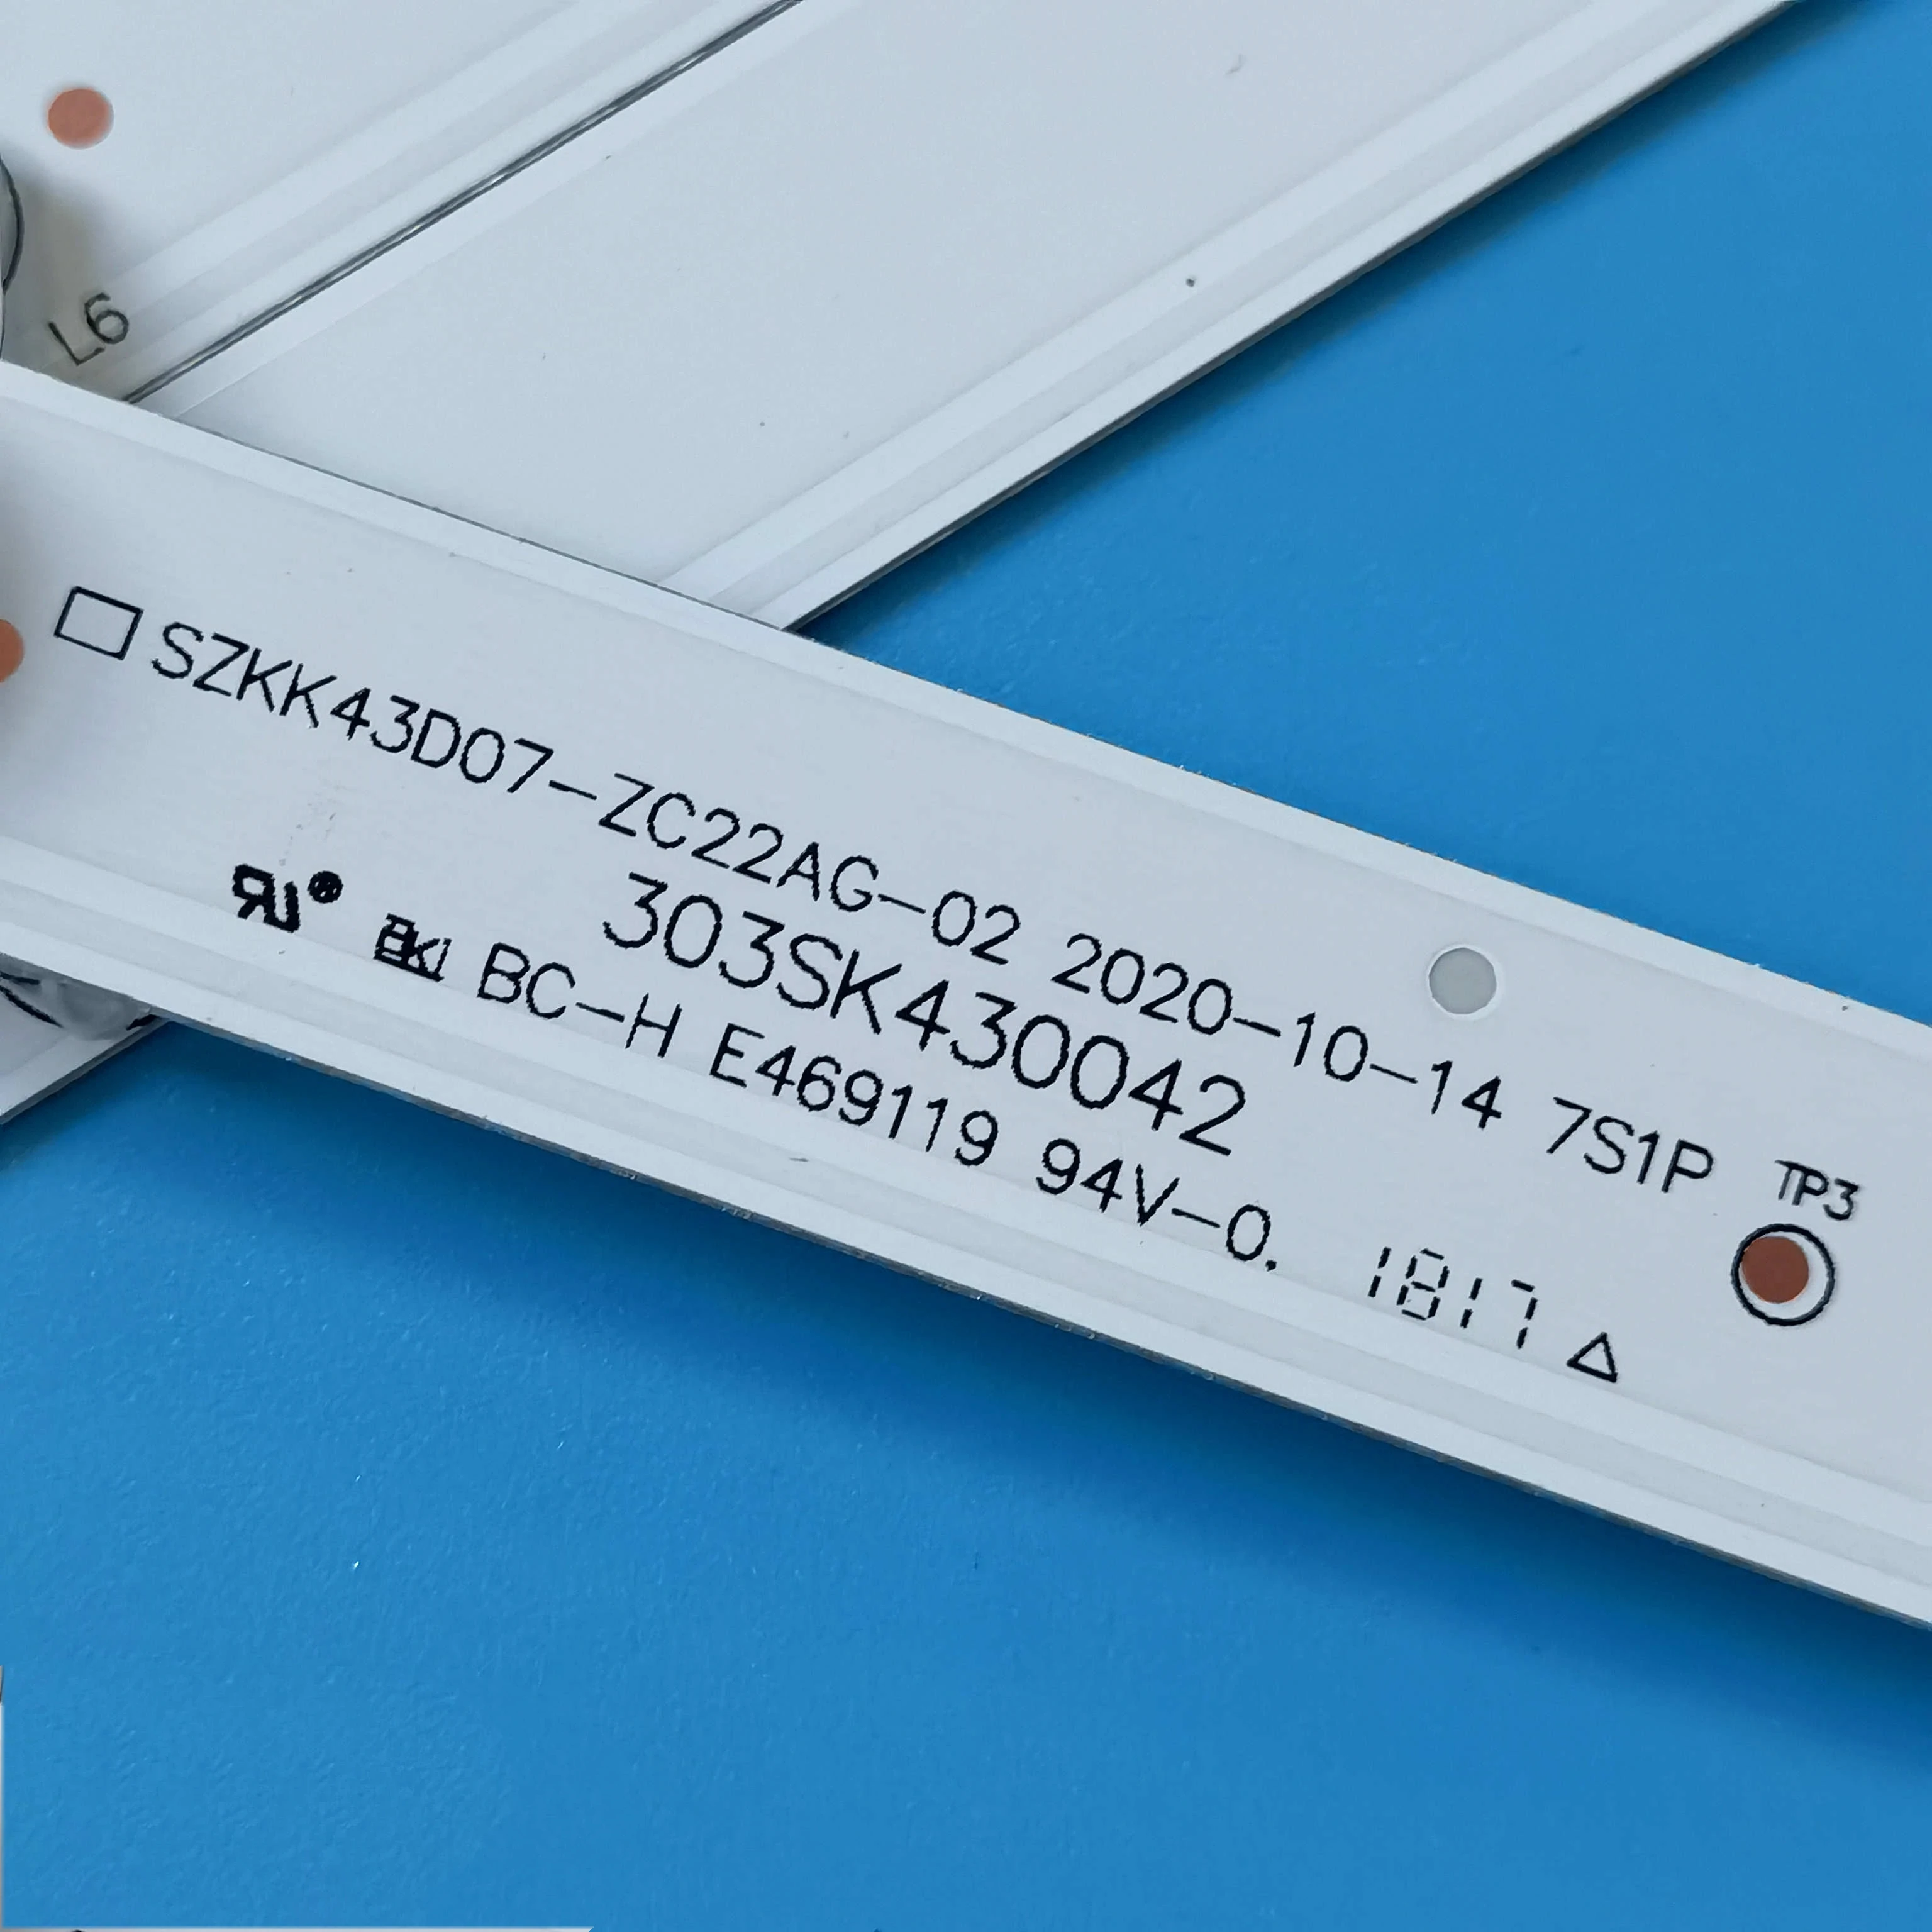 L6
SZKK43D07-ZC22AG-02 2020-10-14 7S1P
TP3
303SK430042
BC-H E469119 94V-0. 1817